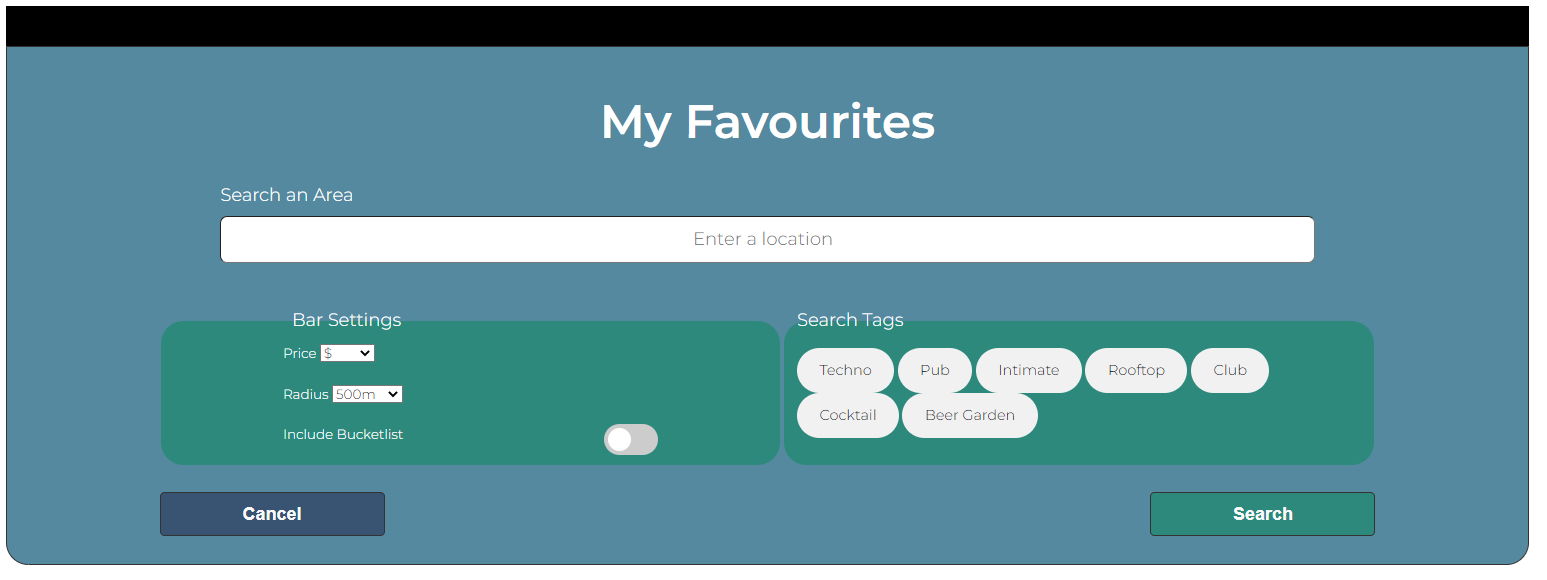 My Favourites
Search an Area
Enter a location
Bar Settings
Price $
Radius 500m
Include Bucketlist
Search Tags
Techno Pub Intimate Rooftop Club
Cocktail Beer Garden
Cancel Search